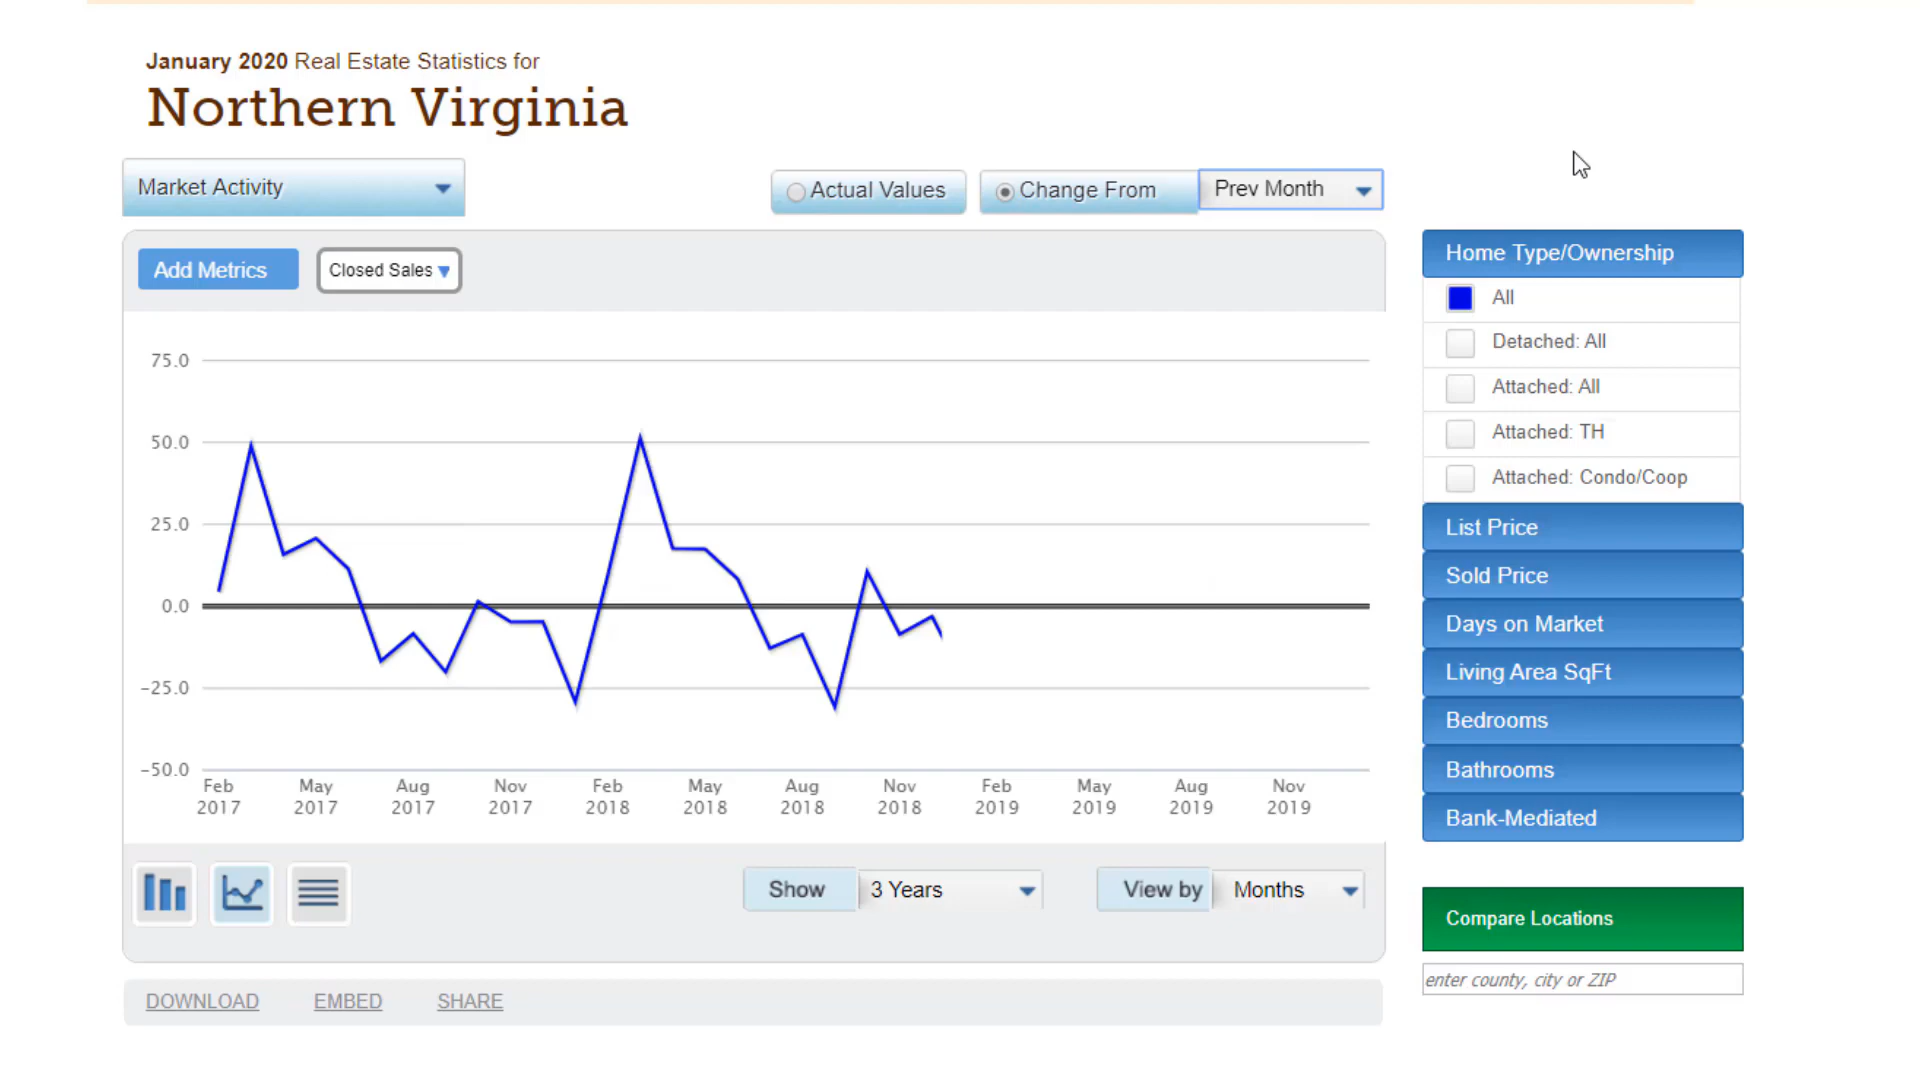 January 2020 Real Estate Statistics for
Northern Virginia
Market Activity
Actual Values
Change From
Prev Month
Add Metrics
Closed Sales
75.0
50.0
25.0
0.0
−25.0
−50.0
Feb 2017
May 2017
Aug 2017
Nov 2017
Feb 2018
May 2018
Aug 2018
Nov 2018
Feb 2019
May 2019
Aug 2019
Nov 2019
Show
3 Years
View by
Months
DOWNLOAD
EMBED
SHARE
Home Type/Ownership
All
Detached: All
Attached: All
Attached: TH
Attached: Condo/Coop
List Price
Sold Price
Days on Market
Living Area SqFt
Bedrooms
Bathrooms
Bank-Mediated
Compare Locations
enter county, city or ZIP